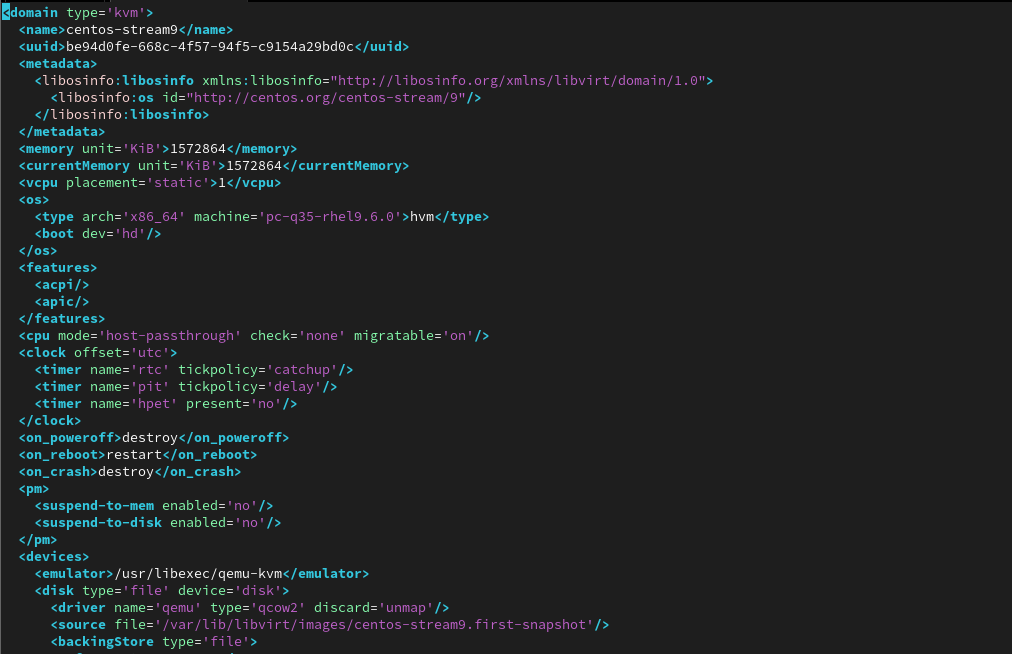 <domain type='kvm'>
  <name>centos-stream9</name>
  <uuid>be94d0fe-668c-4f57-94f5-c9154a29bd0c</uuid>
  <metadata>
    <libosinfo:libosinfo xmlns:libosinfo="http://libosinfo.org/xmlns/libvirt/domain/1.0">
      <libosinfo:os id="http://centos.org/centos-stream/9"/>
    </libosinfo:libosinfo>
  </metadata>
  <memory unit='KiB'>1572864</memory>
  <currentMemory unit='KiB'>1572864</currentMemory>
  <vcpu placement='static'>1</vcpu>
  <os>
    <type arch='x86_64' machine='pc-q35-rhel9.6.0'>hvm</type>
    <boot dev='hd'/>
  </os>
  <features>
    <acpi/>
    <apic/>
  </features>
  <cpu mode='host-passthrough' check='none' migratable='on'/>
  <clock offset='utc'>
    <timer name='rtc' tickpolicy='catchup'/>
    <timer name='pit' tickpolicy='delay'/>
    <timer name='hpet' present='no'/>
  </clock>
  <on_poweroff>destroy</on_poweroff>
  <on_reboot>restart</on_reboot>
  <on_crash>destroy</on_crash>
  <pm>
    <suspend-to-mem enabled='no'/>
    <suspend-to-disk enabled='no'/>
  </pm>
  <devices>
    <emulator>/usr/libexec/qemu-kvm</emulator>
    <disk type='file' device='disk'>
      <driver name='qemu' type='qcow2' discard='unmap'/>
      <source file='/var/lib/libvirt/images/centos-stream9.first-snapshot'/>
      <backingStore type='file'>